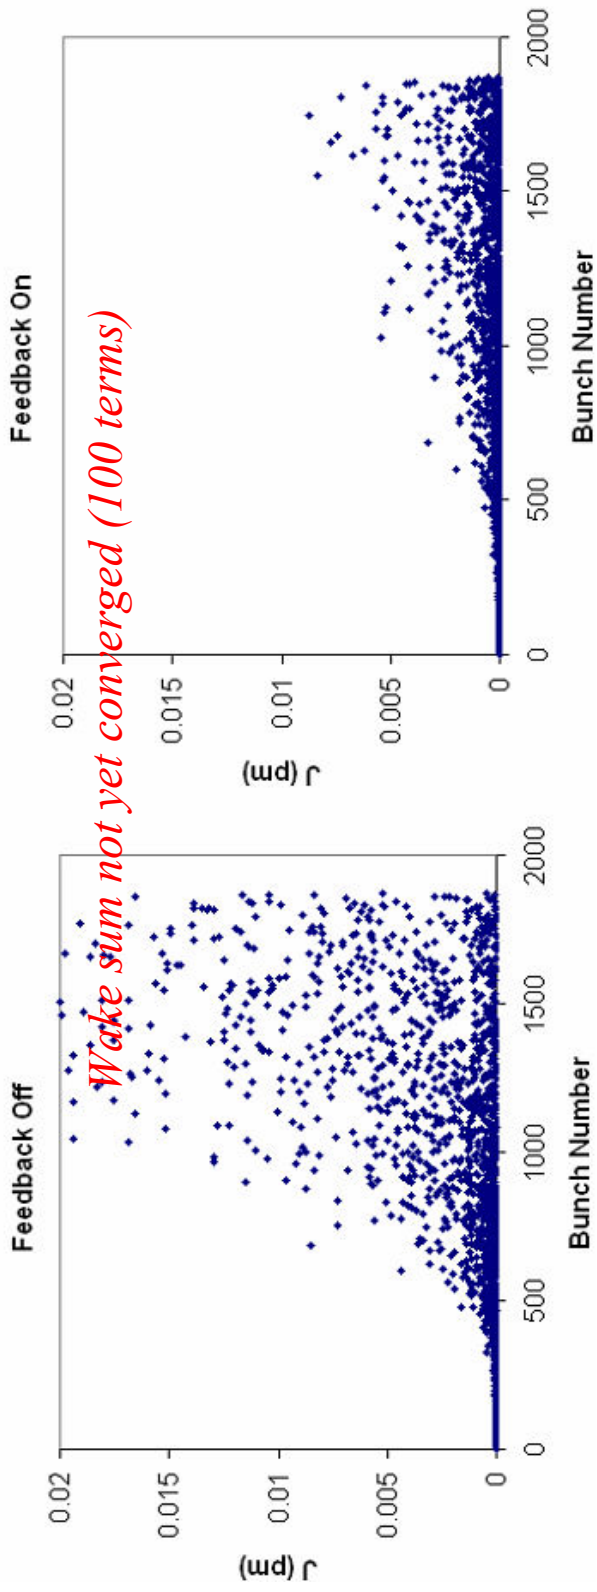 Feedback Off
0.02
0.015
0.01
0.005
0
J (pm)
0 500 1000 1500 2000
Bunch Number
Feedback On
0.02
0.015
0.01
0.005
0
J (pm)
0 500 1000 1500 2000
Bunch Number
Wake sum not yet converged (100 terms)